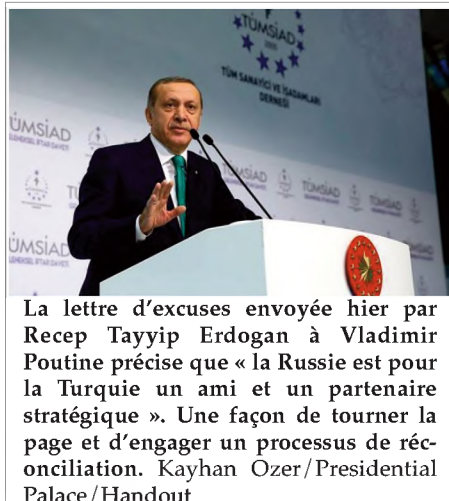 TÜMSİAD
TÜM SANAYİCİ VE İŞADAMLARI
DERNEĞİ
TÜMSİAD
TÜMSİAD
TÜMSİAD
ÜMSİAD
La lettre d’excuses envoyée hier par
Recep Tayyip Erdogan à Vladimir
Poutine précise que « la Russie est pour
la Turquie un ami et un partenaire
stratégique ». Une façon de tourner la
page et d’engager un processus de réc-
onciliation. Kayhan Ozer/Presidential
Palace/Handout